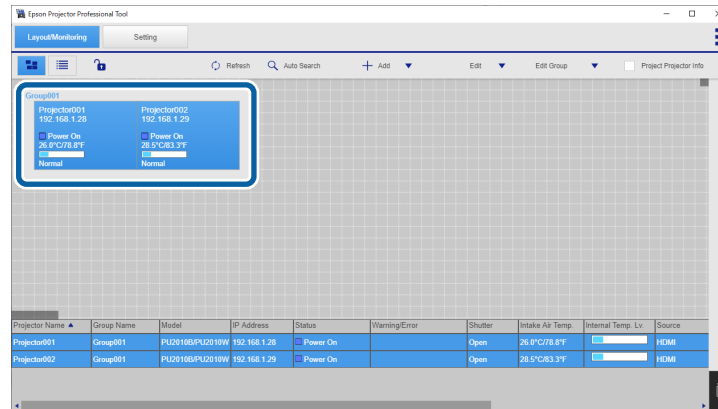 Epson Projector Professional Tool
Layout/Monitoring Setting
Refresh Auto Search Add Edit Edit Group Project Projector Info
Group001
Projector001 Projector002
192.168.1.28 192.168.1.29
Power On Power On
26.0°C/78.8°F 28.5°C/83.3°F
Normal Normal
Projector Name Group Name Model IP Address Status Warning/Error Shutter Intake Air Temp. Internal Temp. Lv. Source
Projector001 Group001 PU2010B/PU2010W 192.168.1.28 Power On Open 26.0°C/78.8°F HDMI
Projector002 Group001 PU2010B/PU2010W 192.168.1.29 Power On Open 28.5°C/83.3°F HDMI